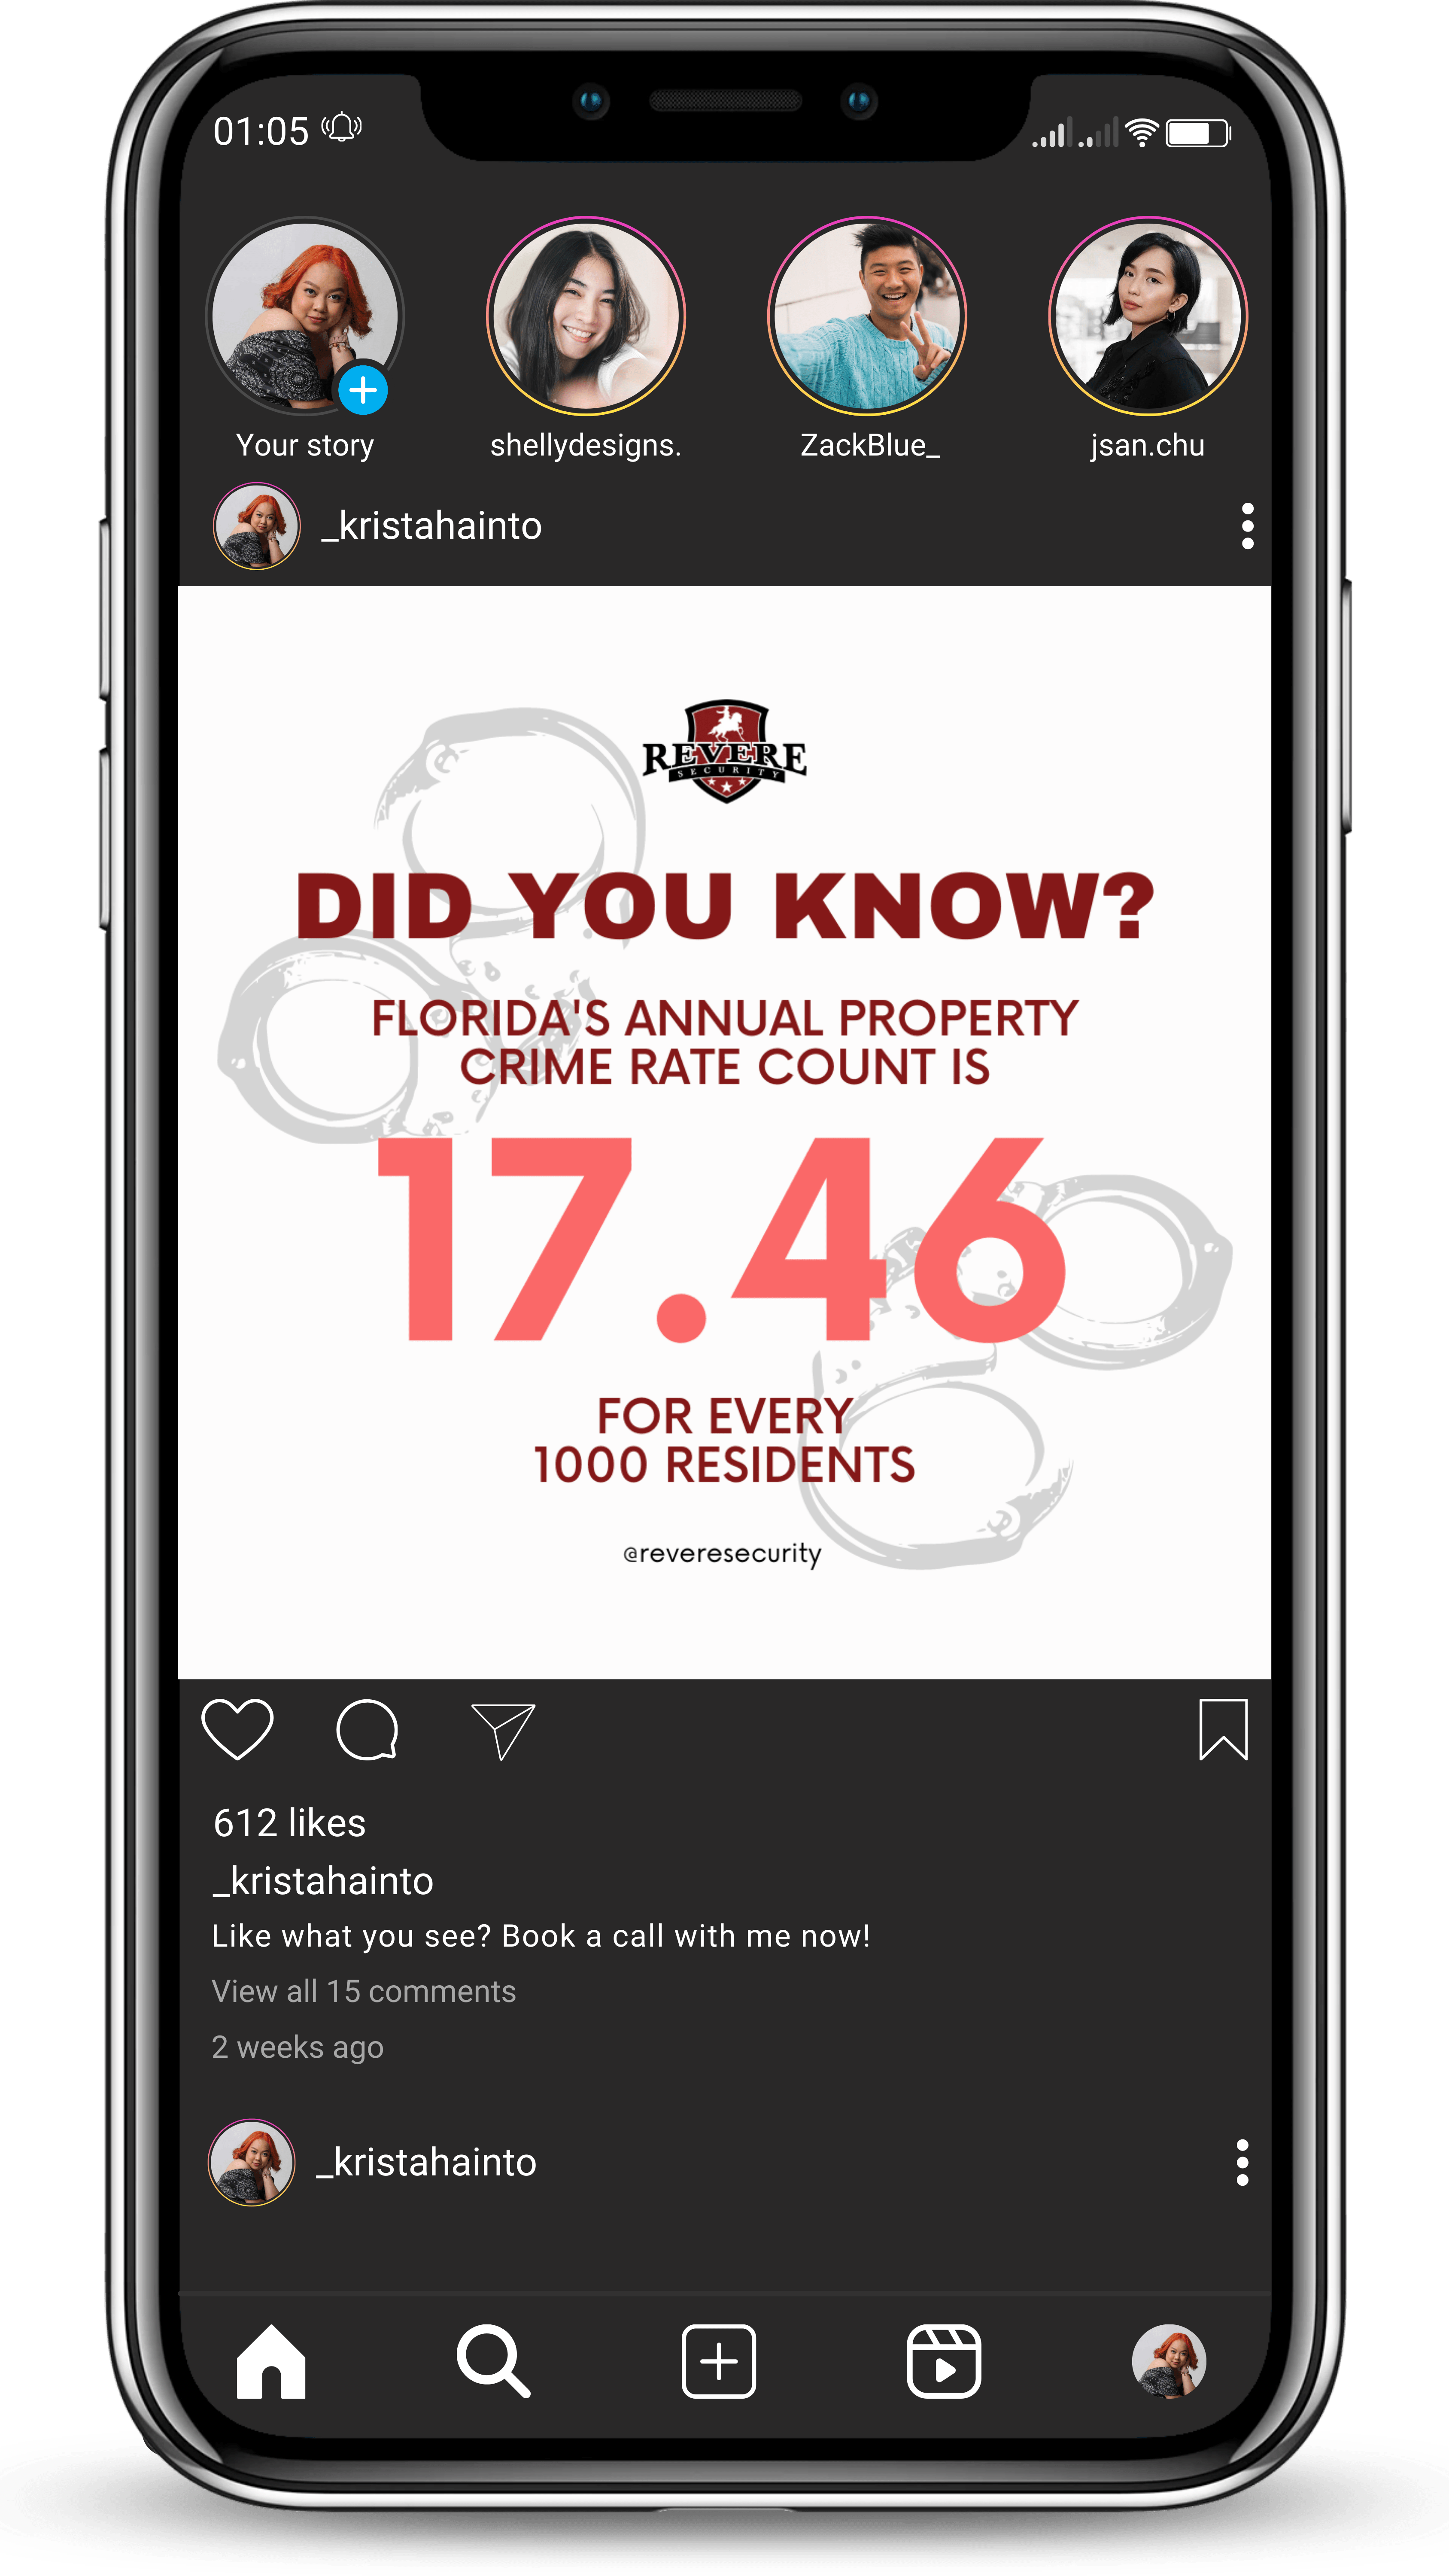 01:05
Your story
shellydesigns.
ZackBlue_
jsan.chu
_kristahainto
REVERE
SECURITY
DID YOU KNOW?
FLORIDA'S ANNUAL PROPERTY
CRIME RATE COUNT IS
17.46
FOR EVERY
1000 RESIDENTS
@reveresecurity
612 likes
_kristahainto
Like what you see? Book a call with me now!
View all 15 comments
2 weeks ago
_kristahainto